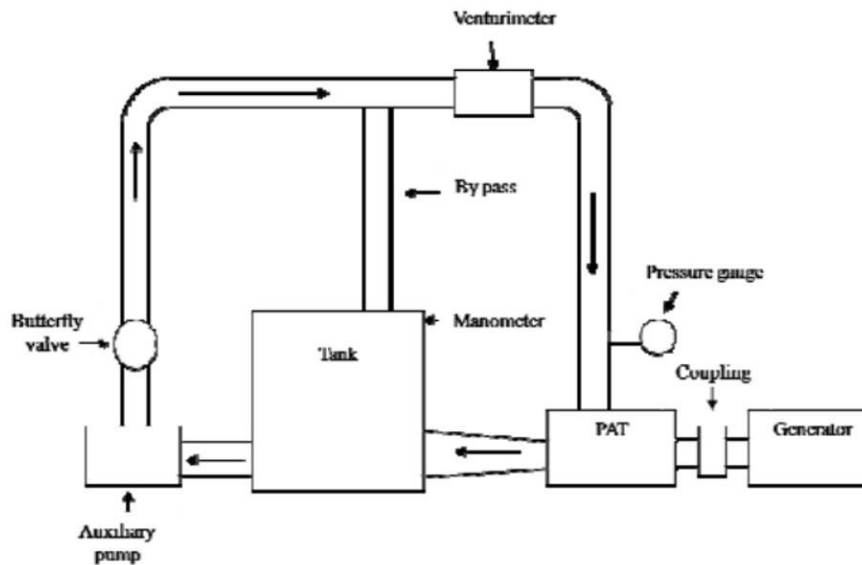 Venturimeter
By pass
Pressure gauge
Butterfly
valve
Manometer
Tank
Coupling
PAT
Generator
Auxiliary
pump